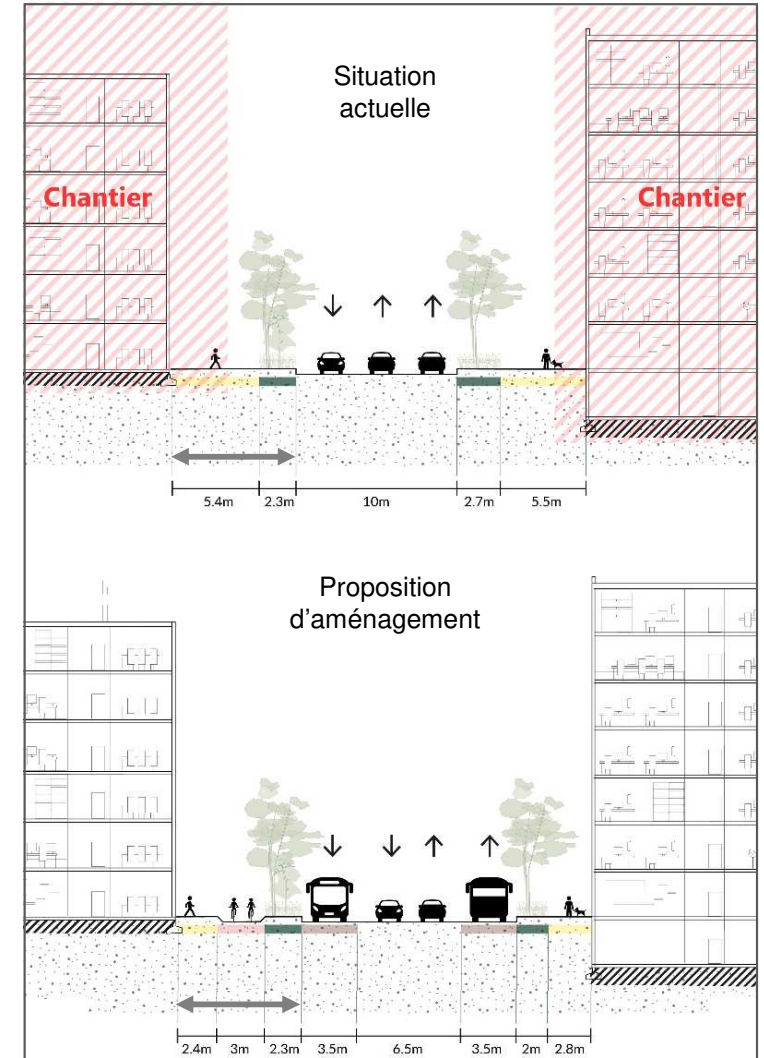 Situation
actuelle
Chantier
Chantier
5.4m 2.3m 10m 2.7m 5.5m
Proposition
d’aménagement
2.4m 3m 2.3m 3.5m 6.5m 3.5m 2m 2.8m